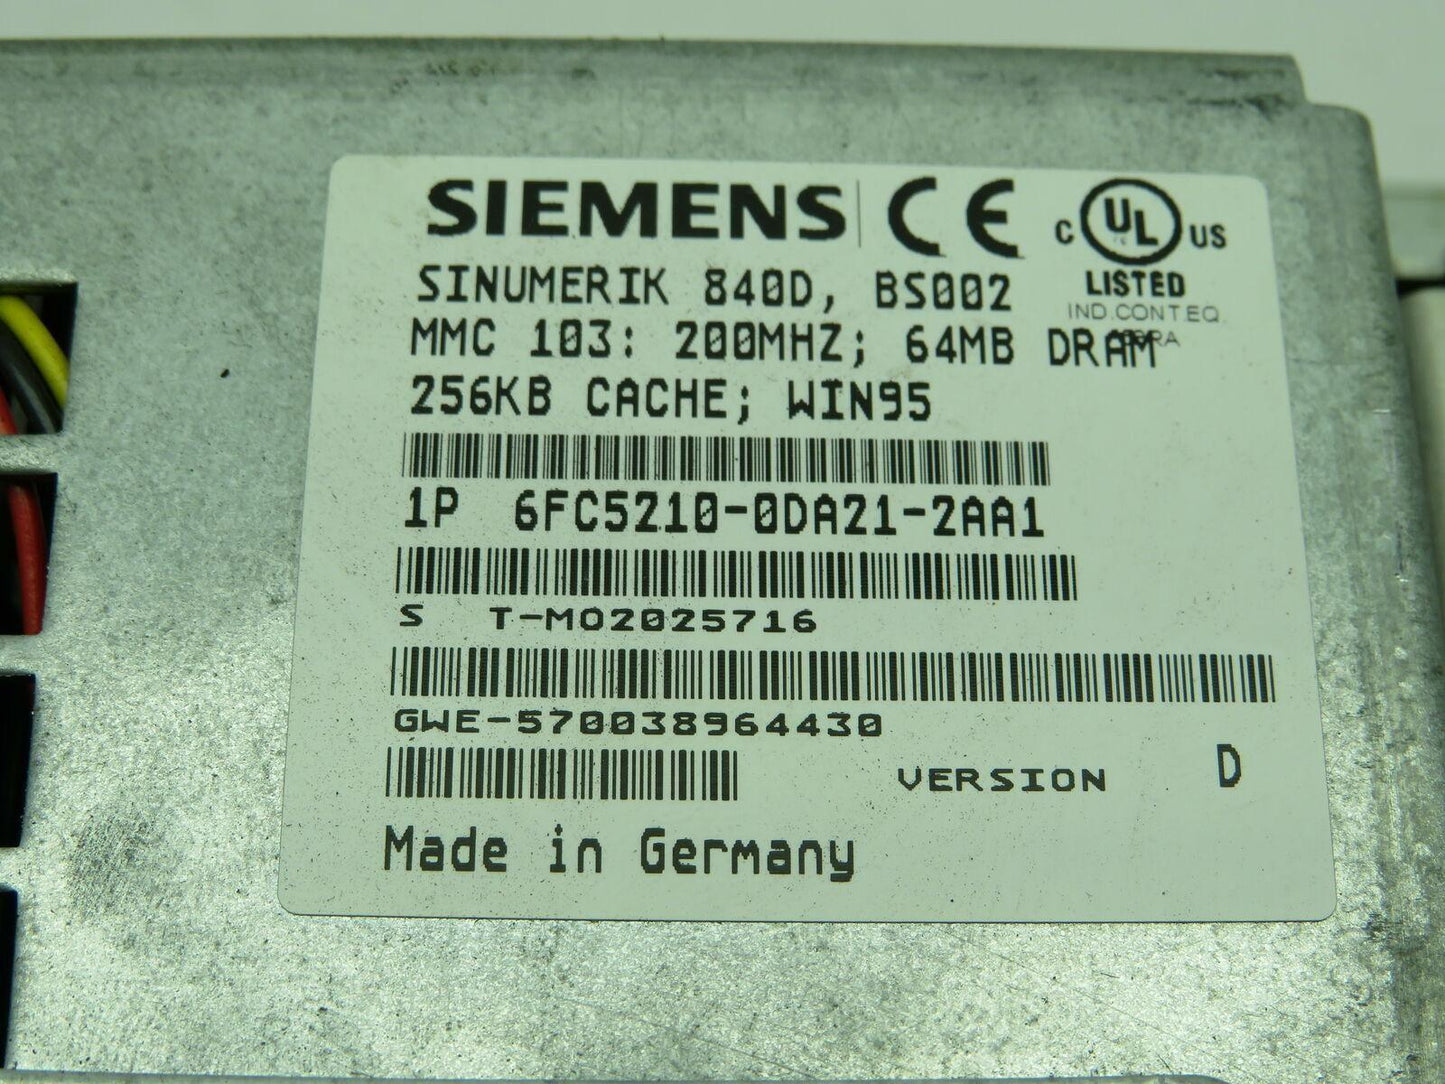 SIEMENS CE C UL US
LISTED
SINUMERIK 840D, BS002
IND.CONT.EQ
MMC 103: 200MHZ; 64MB DRAM
256KB CACHE; WIN95
1P 6FC5210-0DA21-2AA1
S T-MO2025716
GWE-570038964430
VERSION D
Made in Germany